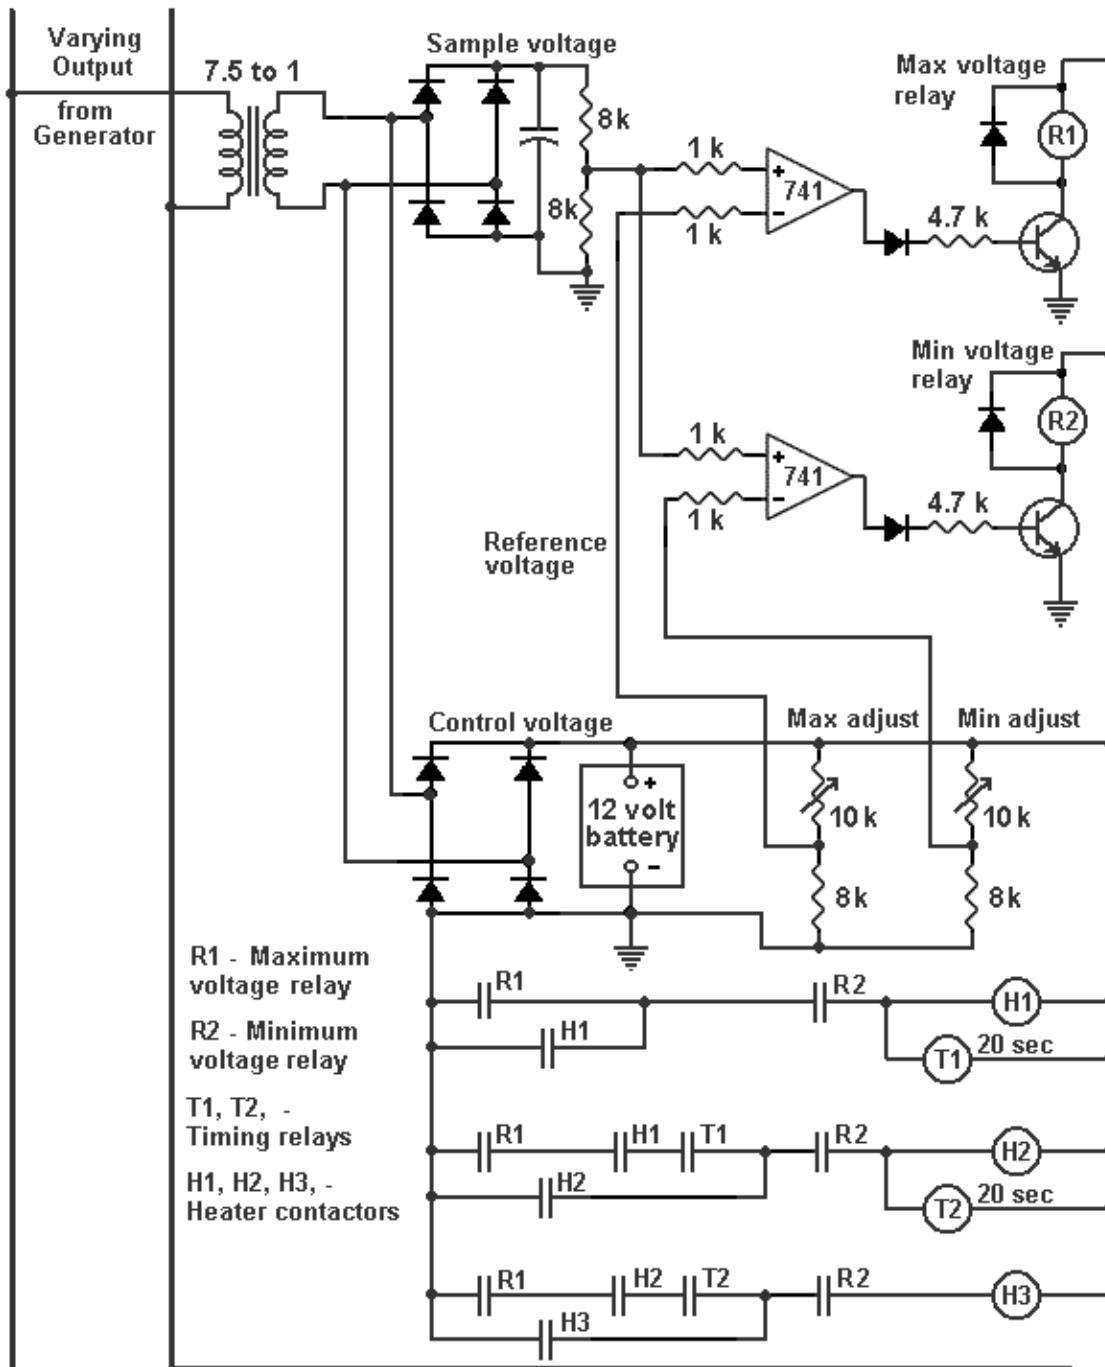 Varying
Output
from
Generator
7.5 to 1
Sample voltage
8k
8k
1 k
+
741
-
1 k
4.7 k
Max voltage
relay
R1
Min voltage
relay
R2
1 k
+
741
-
1 k
4.7 k
Reference
voltage
Control voltage
Max adjust
Min adjust
+
12 volt
battery
-
10 k
10 k
8k
8k
R1 - Maximum
voltage relay
R2 - Minimum
voltage relay
T1, T2, -
Timing relays
H1, H2, H3, -
Heater contactors
R1
R2
H1
H1
T1
20 sec
R1
H1
T1
R2
H2
H2
T2
20 sec
R1
H2
T2
R2
H3
H3